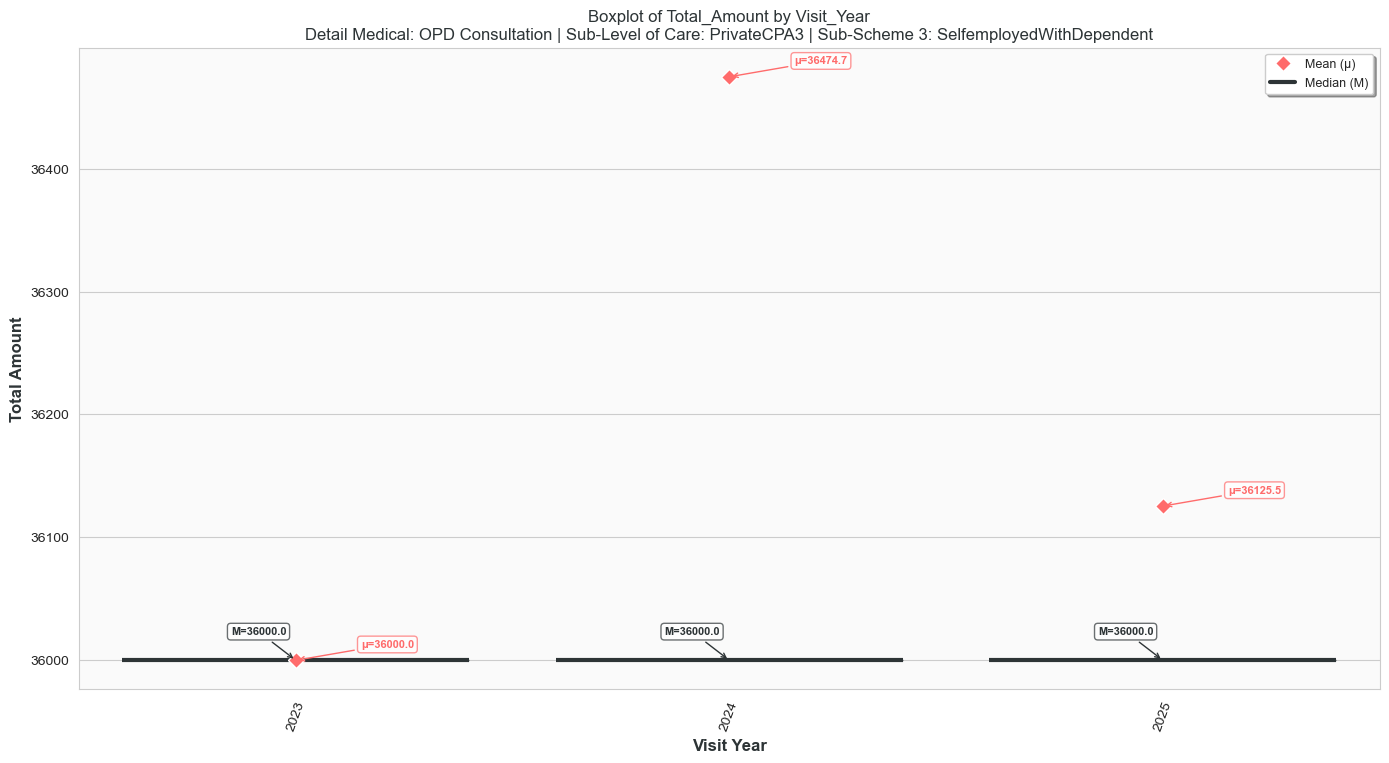 Boxplot of Total_Amount by Visit_Year
Detail Medical: OPD Consultation | Sub-Level of Care: PrivateCPA3 | Sub-Scheme 3: SelfemployedWithDependent
μ=36474.7
Mean (μ)
Median (M)
36400
36300
Total Amount
36200
μ=36125.5
36100
M=36000.0
M=36000.0
M=36000.0
μ=36000.0
36000
2023
2024
2025
Visit Year